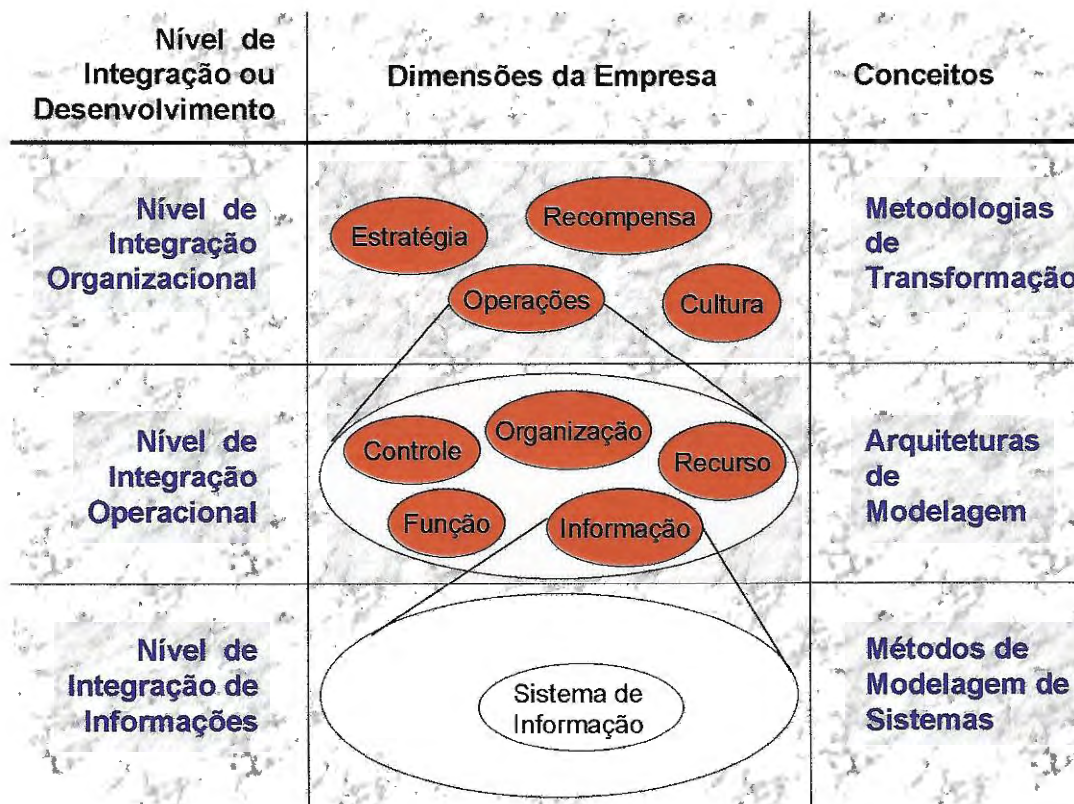 Nível de
Integração ou
Desenvolvimento
Dimensões da Empresa
Conceitos
Nível de
Integração
Organizacional
Estratégia
Recompensa
Operações
Cultura
Metodologias
de
Transformação
Nível de
Integração
Operacional
Controle
Organização
Recurso
Função
Informação
Arquiteturas
de
Modelagem
Nível de
Integração de
Informações
Sistema de
Informação
Métodos de
Modelagem de
Sistemas